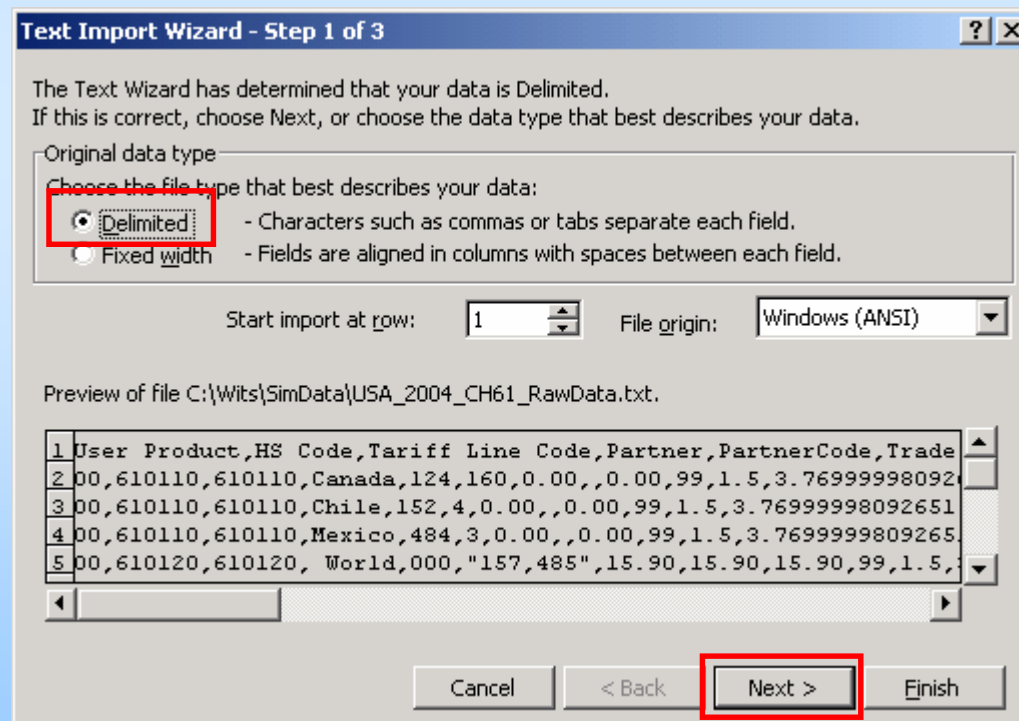 Text Import Wizard - Step 1 of 3
The Text Wizard has determined that your data is Delimited.
If this is correct, choose Next, or choose the data type that best describes your data.
Original data type
Choose the file type that best describes your data:
Delimited - Characters such as commas or tabs separate each field.
Fixed width - Fields are aligned in columns with spaces between each field.
Start import at row: 1 File origin: Windows (ANSI)
Preview of file C:\Wits\SimData\USA_2004_CH61_RawData.txt.
1 User Product,HS Code,Tariff Line Code,Partner,PartnerCode,Trade
2 00,610110,610110,Canada,124,160,0.00,,0.00,99,1.5,3.76999998092
3 00,610110,610110,Chile,152,4,0.00,,0.00,99,1.5,3.76999998092651
4 00,610110,610110,Mexico,484,3,0.00,,0.00,99,1.5,3.7699999809265
5 00,610120,610120, World,000,"157,485",15.90,15.90,15.90,99,1.5,
Cancel < Back Next > Finish